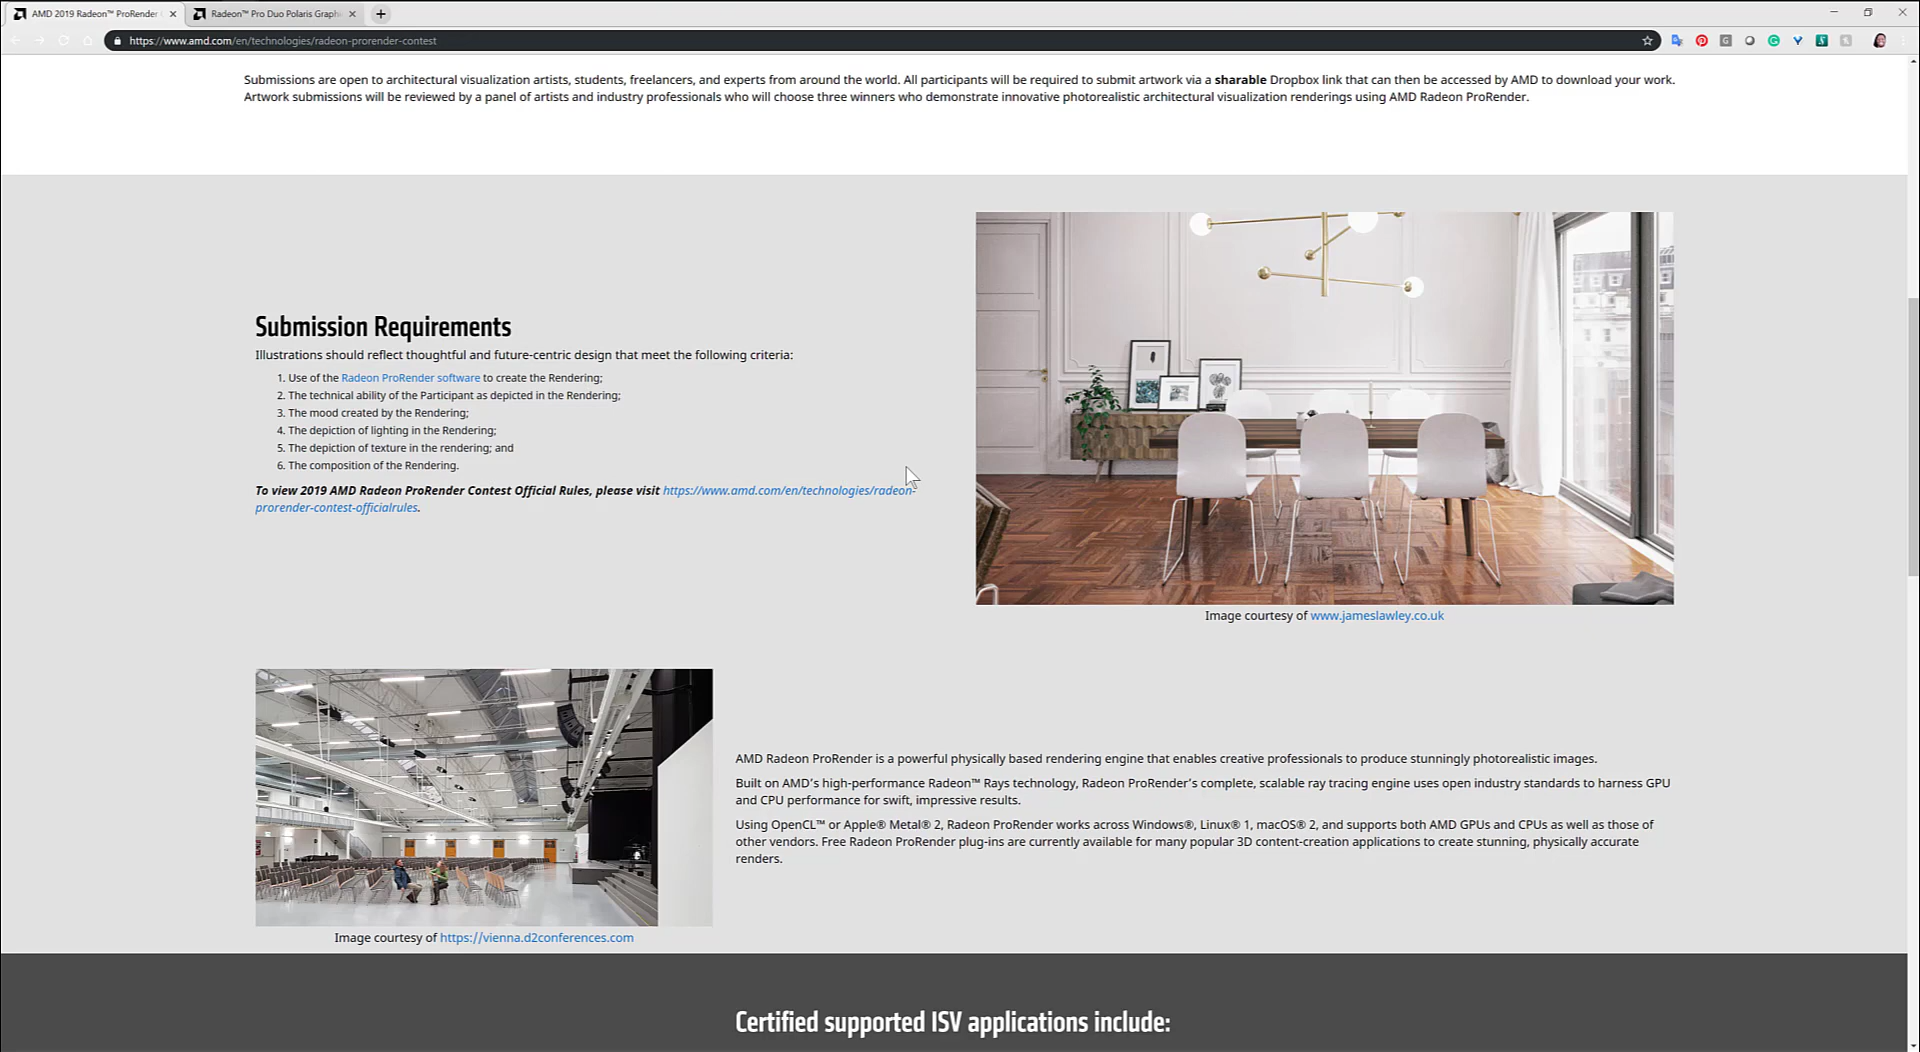 AMD 2019 Radeon™ ProRender
Radeon™ Pro Duo Polaris Graphi
https://www.amd.com/en/technologies/radeon-prorender-contest
Submissions are open to architectural visualization artists, students, freelancers, and experts from around the world. All participants will be required to submit artwork via a sharable Dropbox link that can then be accessed by AMD to download your work.
Artwork submissions will be reviewed by a panel of artists and industry professionals who will choose three winners who demonstrate innovative photorealistic architectural visualization renderings using AMD Radeon ProRender.
Submission Requirements
Illustrations should reflect thoughtful and future-centric design that meet the following criteria:
1. Use of the Radeon ProRender software to create the Rendering;
2. The technical ability of the Participant as depicted in the Rendering;
3. The mood created by the Rendering;
4. The depiction of lighting in the Rendering;
5. The depiction of texture in the rendering; and
6. The composition of the Rendering.
To view 2019 AMD Radeon ProRender Contest Official Rules, please visit https://www.amd.com/en/technologies/radeon-
prorender-contest-officialrules.
Image courtesy of www.jameslawley.co.uk
AMD Radeon ProRender is a powerful physically based rendering engine that enables creative professionals to produce stunningly photorealistic images.
Built on AMD's high-performance Radeon™ Rays technology, Radeon ProRender's complete, scalable ray tracing engine uses open industry standards to harness GPU
and CPU performance for swift, impressive results.
Using OpenCL™ or Apple® Metal® 2, Radeon ProRender works across Windows®, Linux® 1, macOS® 2, and supports both AMD GPUs and CPUs as well as those of
other vendors. Free Radeon ProRender plug-ins are currently available for many popular 3D content-creation applications to create stunning, physically accurate
renders.
Image courtesy of https://vienna.d2conferences.com
Certified supported ISV applications include: